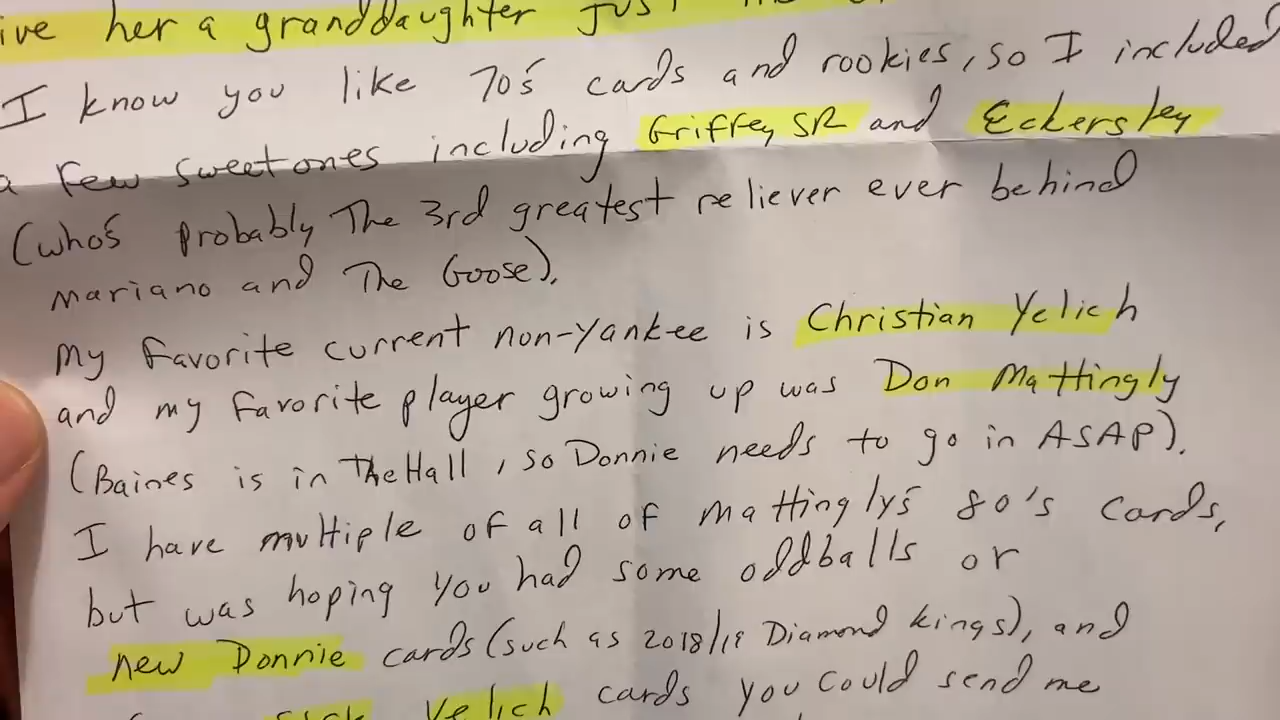 ive her a granddaughter just
I know you like 70's cards and rookies, so I included
a few sweet ones including Griffey SR and Eckersley
(who's probably The 3rd greatest reliever ever behind
Mariano and The Goose).
My favorite current non-Yankee is Christian Yelich
and my favorite player growing up was Don Mattingly
(Baines is in The Hall, so Donnie needs to go in ASAP).
I have multiple of all of Mattingly's 80's cards,
but was hoping you had some oddballs or
new Donnie cards (such as 2018/19 Diamond Kings), and
Yelich cards you could send me